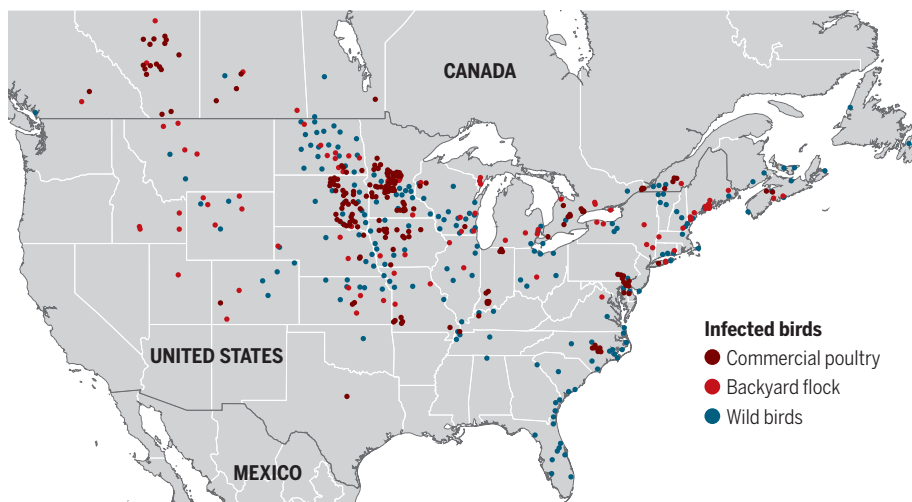 CANADA
UNITED STATES
MEXICO
Infected birds
Commercial poultry
Backyard flock
Wild birds